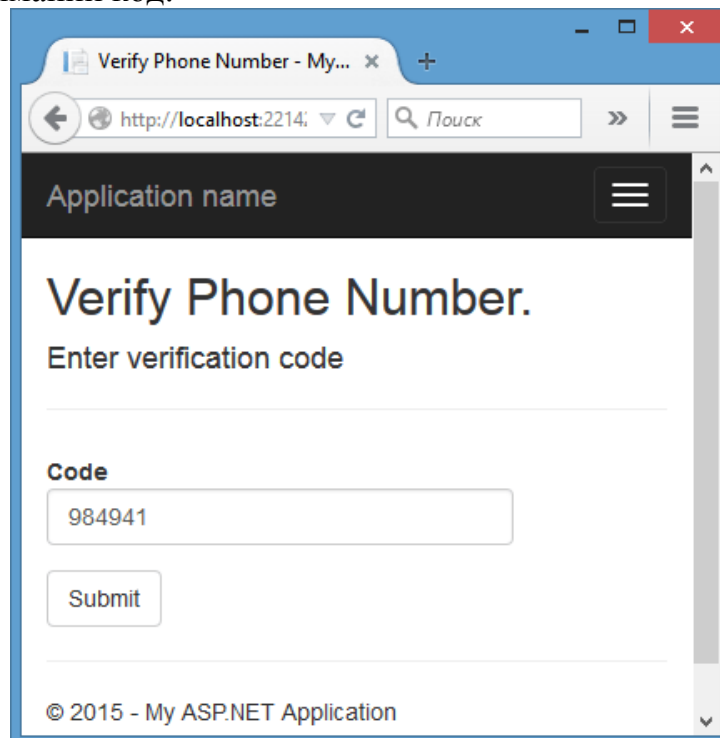 код.
Verify Phone Number - My...
http://localhost:2214
Поиск
Application name
Verify Phone Number.
Enter verification code
Code
984941
Submit
© 2015 - My ASP.NET Application